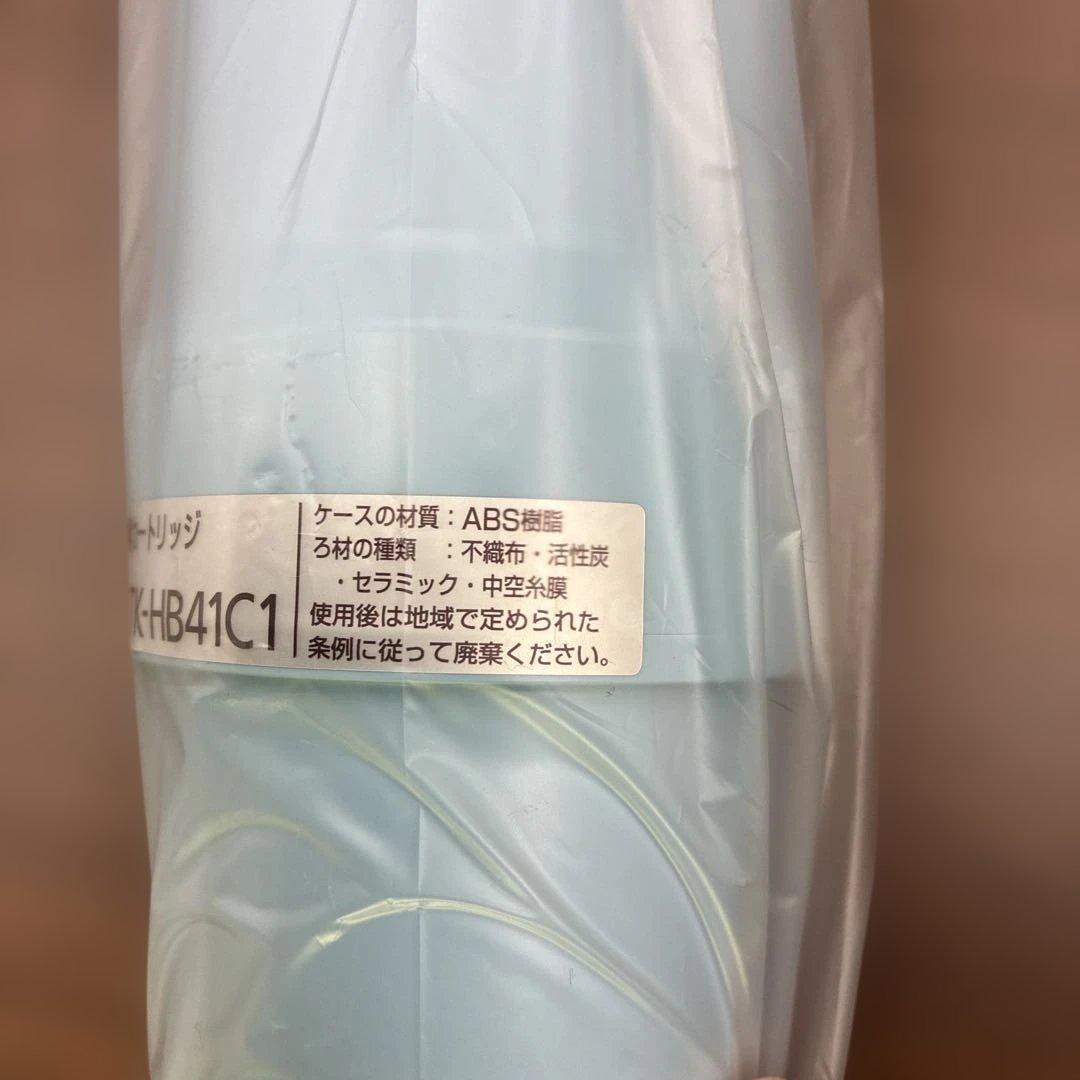 カートリッジ
K-HB41C1
ケースの材質:ABS樹脂
ろ材の種類 :不織布・活性炭
・セラミック・中空糸膜
使用後は地域で定められた
条例に従って廃棄ください。